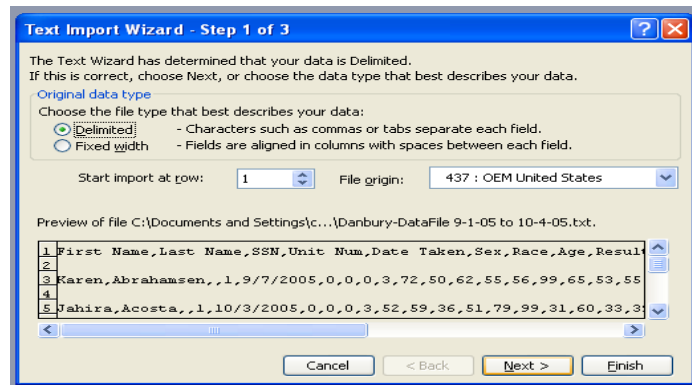 Text Import Wizard - Step 1 of 3
The Text Wizard has determined that your data is Delimited.
If this is correct, choose Next, or choose the data type that best describes your data.
Original data type
Choose the file type that best describes your data:
Delimited - Characters such as commas or tabs separate each field.
Fixed width - Fields are aligned in columns with spaces between each field.
Start import at row: 1 File origin: 437 : OEM United States
Preview of file C:\Documents and Settings\c...\Danbury-DataFile 9-1-05 to 10-4-05.txt.
1 First Name,Last Name,SSN,Unit Num,Date Taken,Sex,Race,Age,Result
2
3 Karen,Abrahamsen,,1,9/7/2005,0,0,0,3,72,50,62,55,56,99,65,53,55
4
5 Jahira,Acosta,,1,10/3/2005,0,0,0,3,52,59,36,51,79,99,31,60,33,3
Cancel < Back Next > Finish